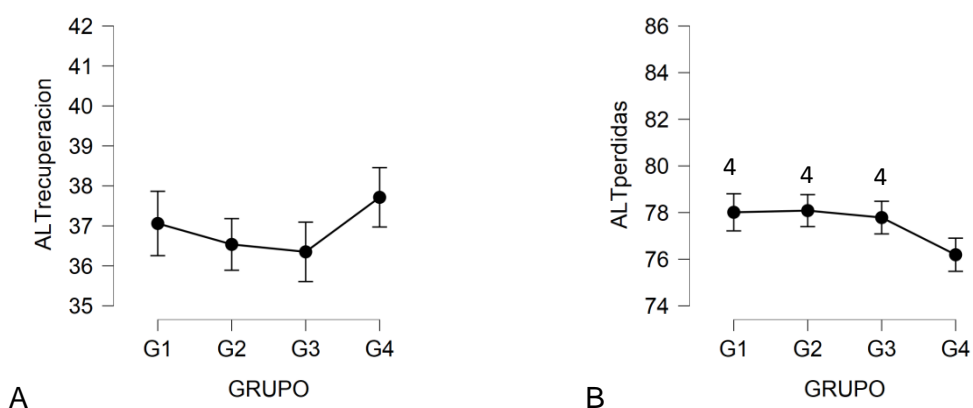 42
41
40
39
38
37
36
35
ALTrecuperacion
G1 G2 G3 G4
GRUPO
A
86
84
82
80
78
76
74
ALTperdidas
4 4 4
G1 G2 G3 G4
GRUPO
B